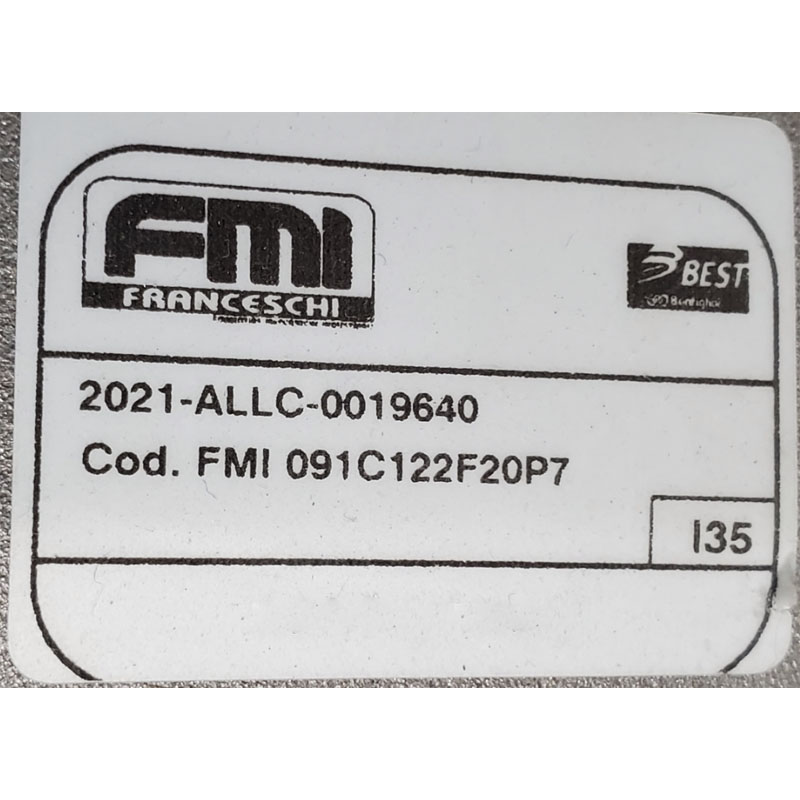 FMI
FRANCESCHI
BEST
2021-ALLC-0019640
Cod. FMI 091C122F20P7
I35